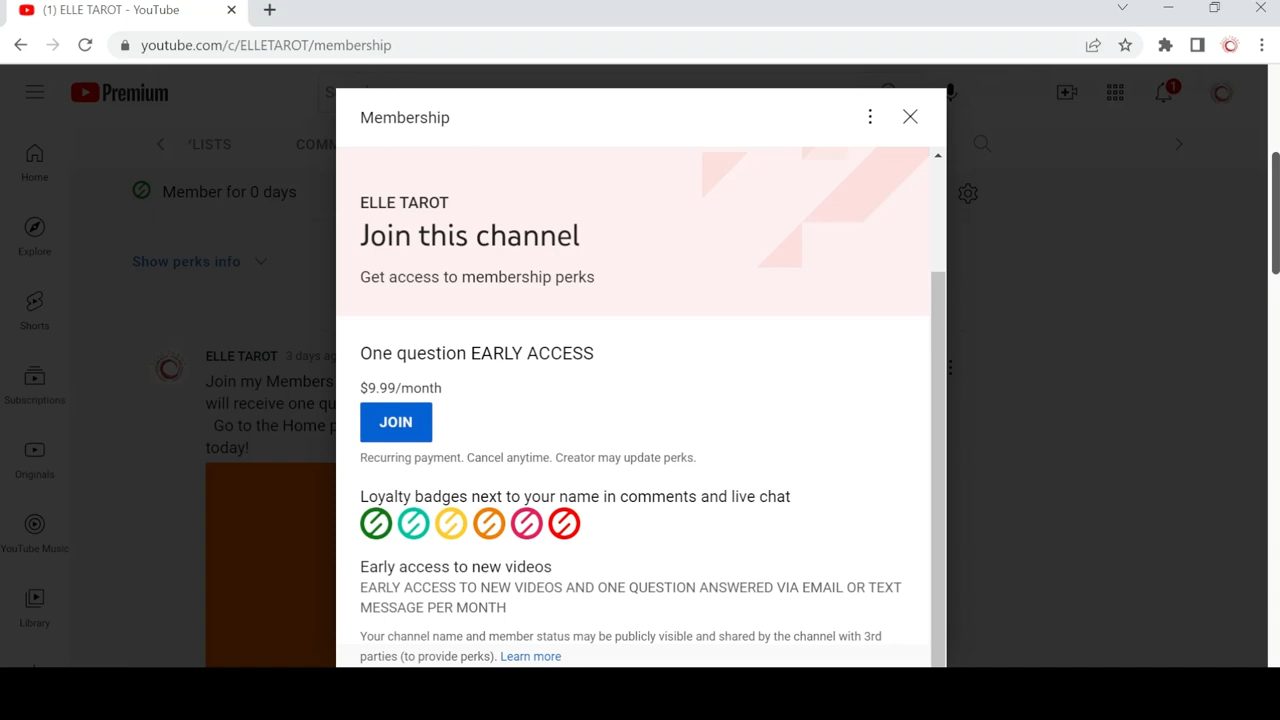 (1) ELLE TAROT - YouTube
youtube.com/c/ELLETAROT/membership
Premium
S
'LISTS
COMM
Member for 0 days
Show perks info
Home
Explore
Shorts
Subscriptions
Originals
YouTube Music
Library
1
ELLE TAROT 3 days ag
Join my Members
will receive one qu
Go to the Home p
today!
Membership
ELLE TAROT
Join this channel
Get access to membership perks
One question EARLY ACCESS
$9.99/month
JOIN
Recurring payment. Cancel anytime. Creator may update perks.
Loyalty badges next to your name in comments and live chat
Early access to new videos
EARLY ACCESS TO NEW VIDEOS AND ONE QUESTION ANSWERED VIA EMAIL OR TEXT
MESSAGE PER MONTH
Your channel name and member status may be publicly visible and shared by the channel with 3rd
parties (to provide perks). Learn more